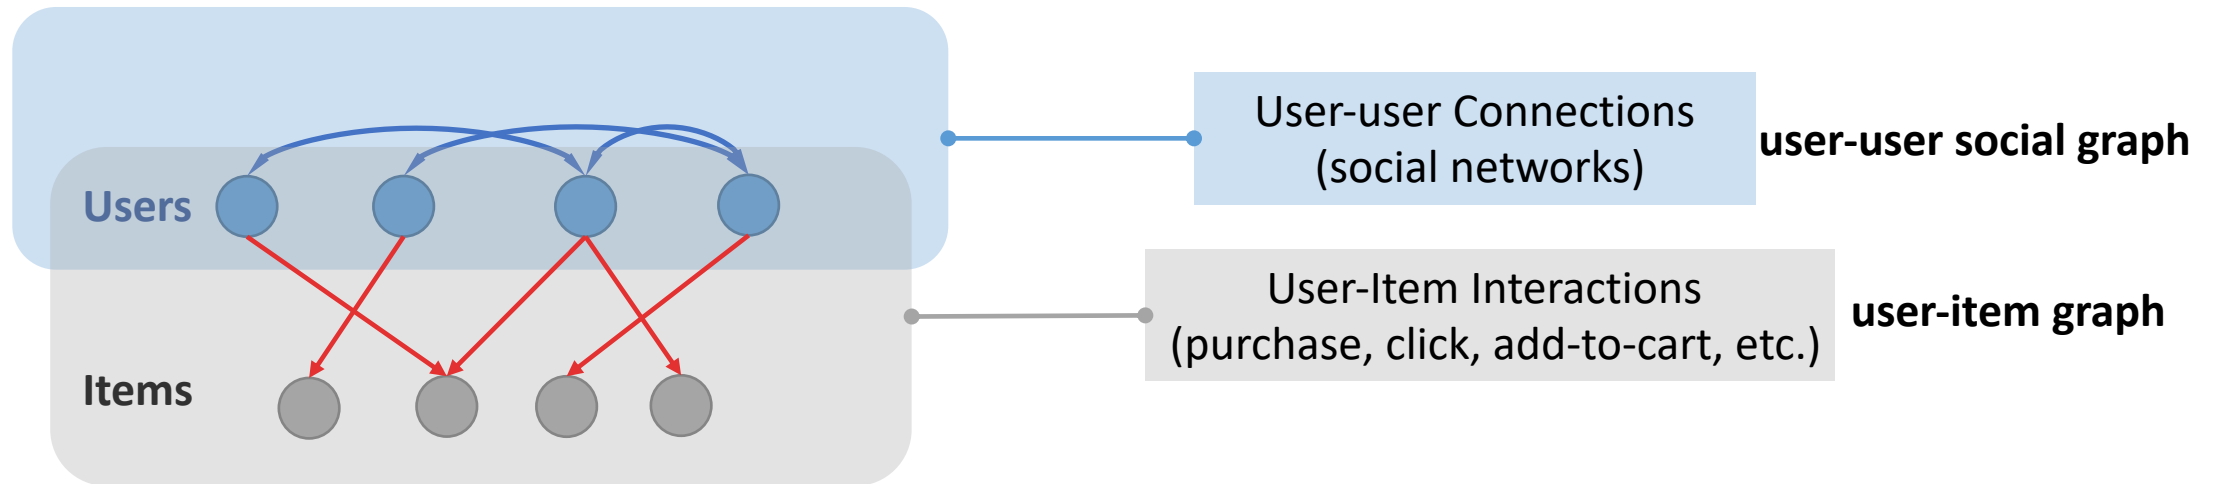 Users
Items
User-user Connections
(social networks)
user-user social graph
User-Item Interactions
(purchase, click, add-to-cart, etc.)
user-item graph